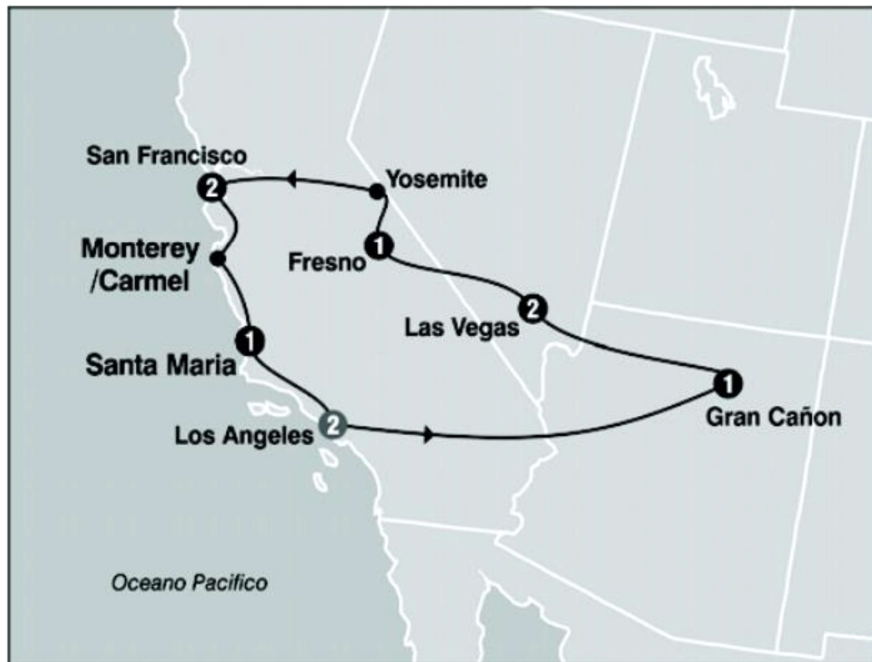 San Francisco
2
Yosemite
Monterey
/Carmel
1
Fresno
2
Las Vegas
1
Santa Maria
1
Gran Cañon
2
Los Angeles
Oceano Pacifico